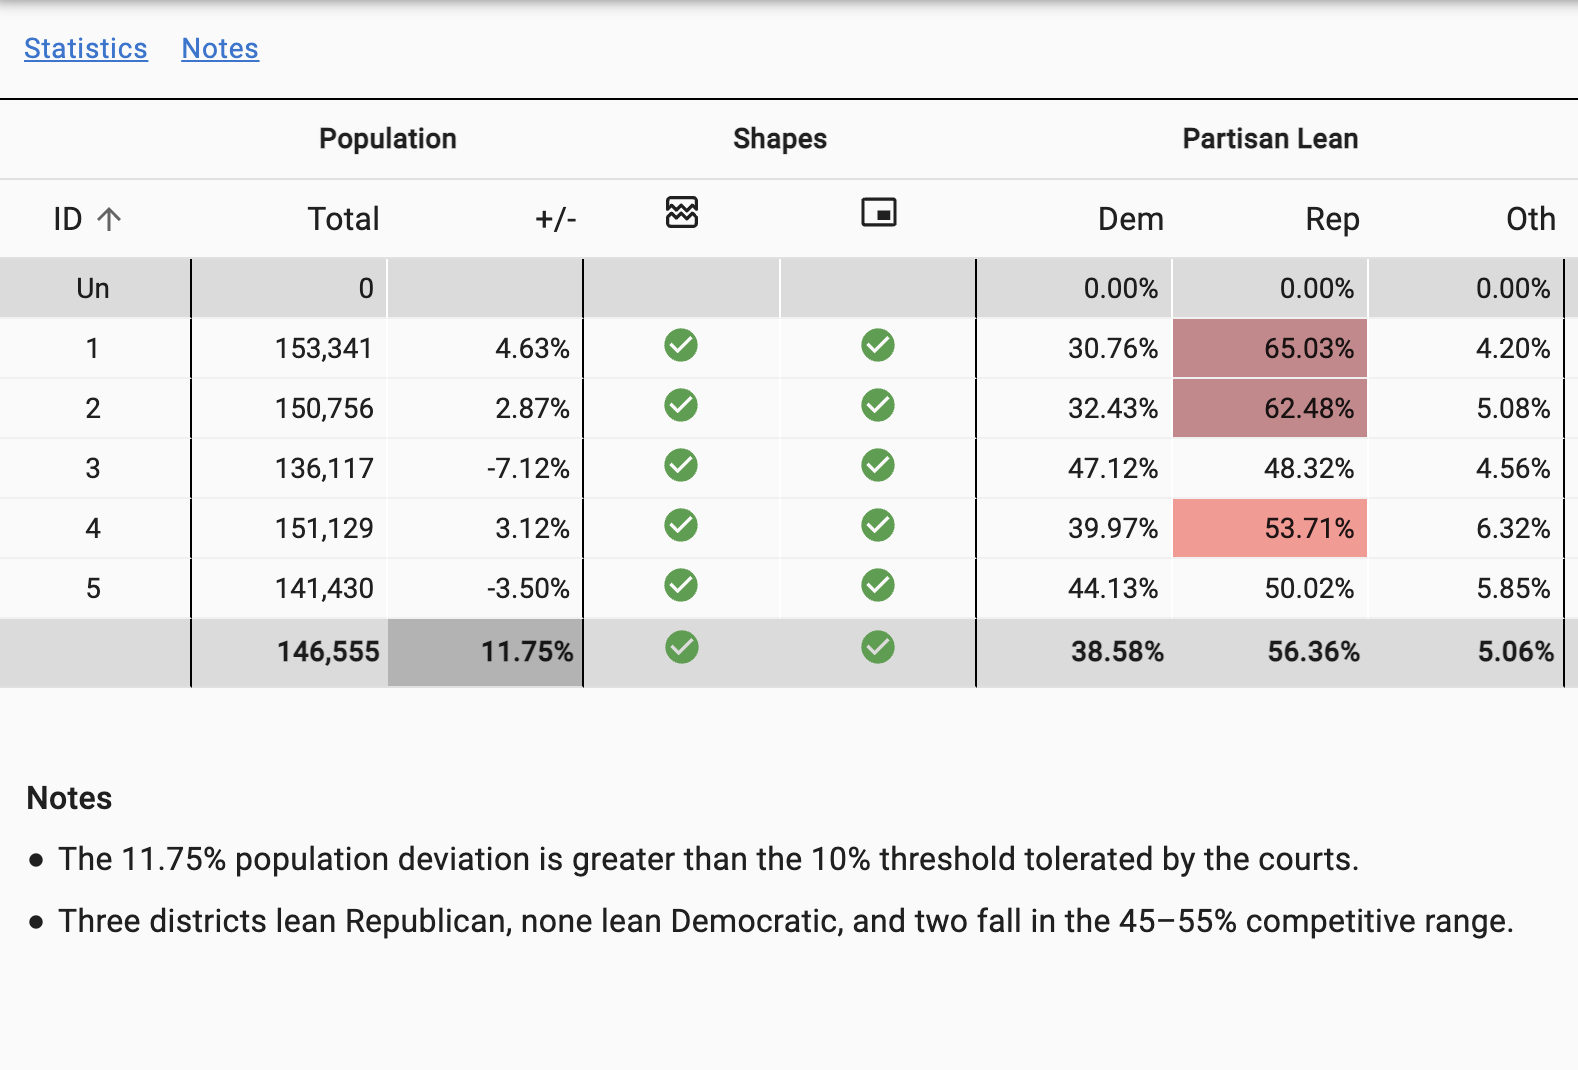 Statistics Notes
Population Shapes Partisan Lean
ID Total +/- Dem Rep Oth
Un 0 0.00% 0.00% 0.00%
1 153,341 4.63% 30.76% 65.03% 4.20%
2 150,756 2.87% 32.43% 62.48% 5.08%
3 136,117 -7.12% 47.12% 48.32% 4.56%
4 151,129 3.12% 39.97% 53.71% 6.32%
5 141,430 -3.50% 44.13% 50.02% 5.85%
146,555 11.75% 38.58% 56.36% 5.06%
Notes
• The 11.75% population deviation is greater than the 10% threshold tolerated by the courts.
• Three districts lean Republican, none lean Democratic, and two fall in the 45–55% competitive range.